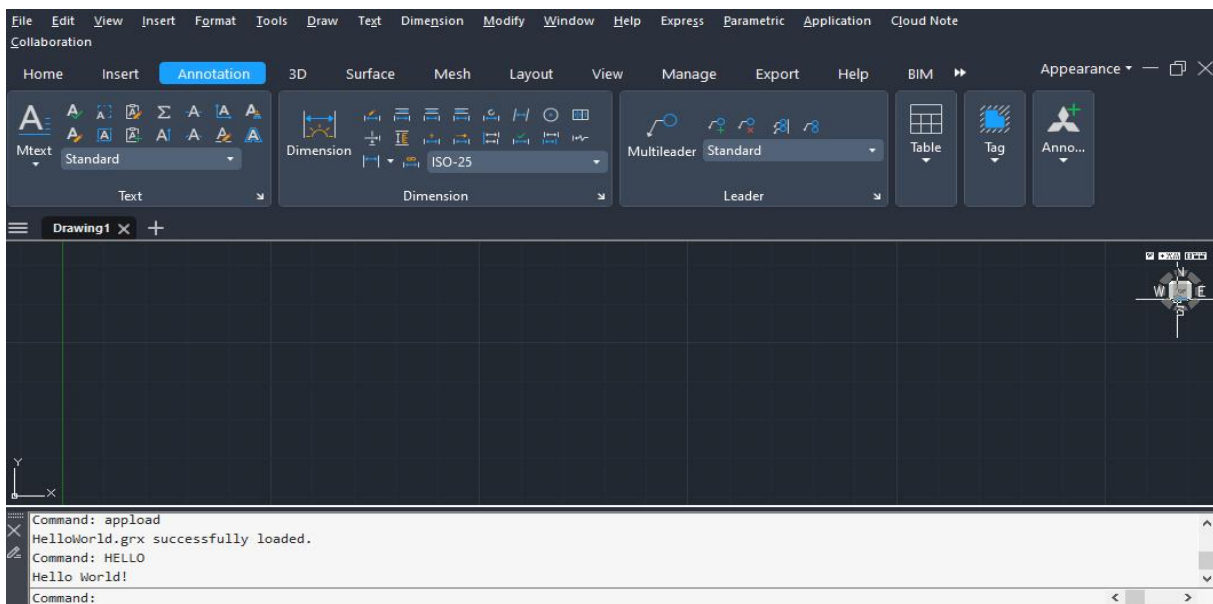 File Edit View Insert Format Tools Draw Text Dimension Modify Window Help Express Parametric Application Cloud Note
Collaboration
Home Insert Annotation 3D Surface Mesh Layout View Manage Export Help BIM Appearance
Mtext
Standard
Text
Dimension
ISO-25
Dimension
Multileader
Standard
Leader
Table
Tag
Anno...
Drawing1
N
W E
S
Y
X
Command: appload
HelloWorld.grx successfully loaded.
Command: HELLO
Hello World!
Command: